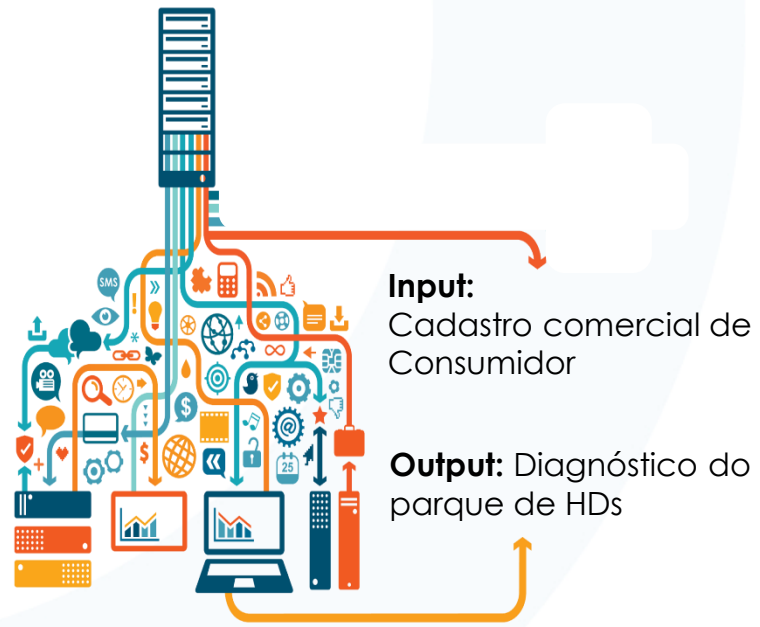 SMS
Input:
Cadastro comercial de
Consumidor
$
$
@
25
Output: Diagnóstico do
parque de HDs